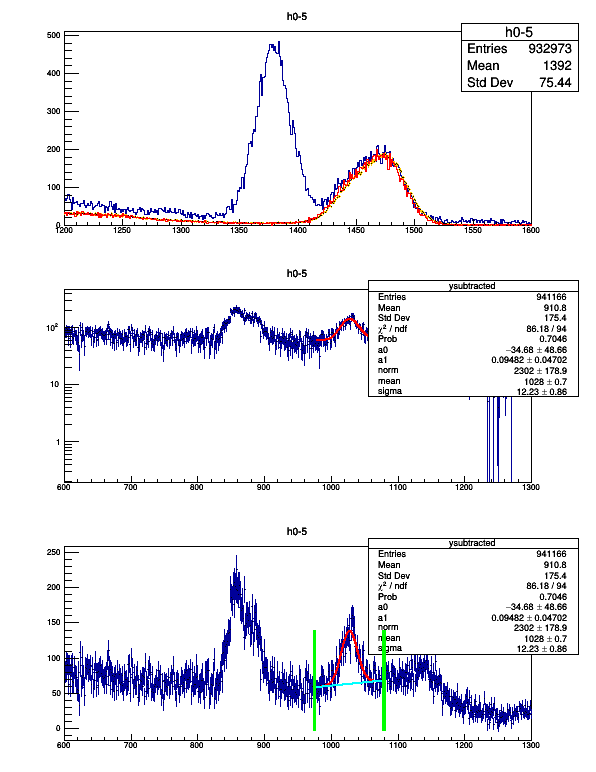 h0-5
h0-5
Entries 932973
Mean 1392
Std Dev 75.44
500
400
300
200
100
0
1200 1250 1300 1350 1400 1450 1500 1550 1600
h0-5
ysubtracted
Entries 941166
Mean 910.8
Std Dev 175.4
χ² / ndf 86.18 / 94
Prob 0.7046
a0 −34.68 ± 48.66
a1 0.09482 ± 0.04702
norm 2302 ± 178.9
mean 1028 ± 0.7
sigma 12.23 ± 0.86
10²
10
1
600 700 800 900 1000 1100 1200 1300
h0-5
ysubtracted
Entries 941166
Mean 910.8
Std Dev 175.4
χ² / ndf 86.18 / 94
Prob 0.7046
a0 −34.68 ± 48.66
a1 0.09482 ± 0.04702
norm 2302 ± 178.9
mean 1028 ± 0.7
sigma 12.23 ± 0.86
250
200
150
100
50
0
600 700 800 900 1000 1100 1200 1300